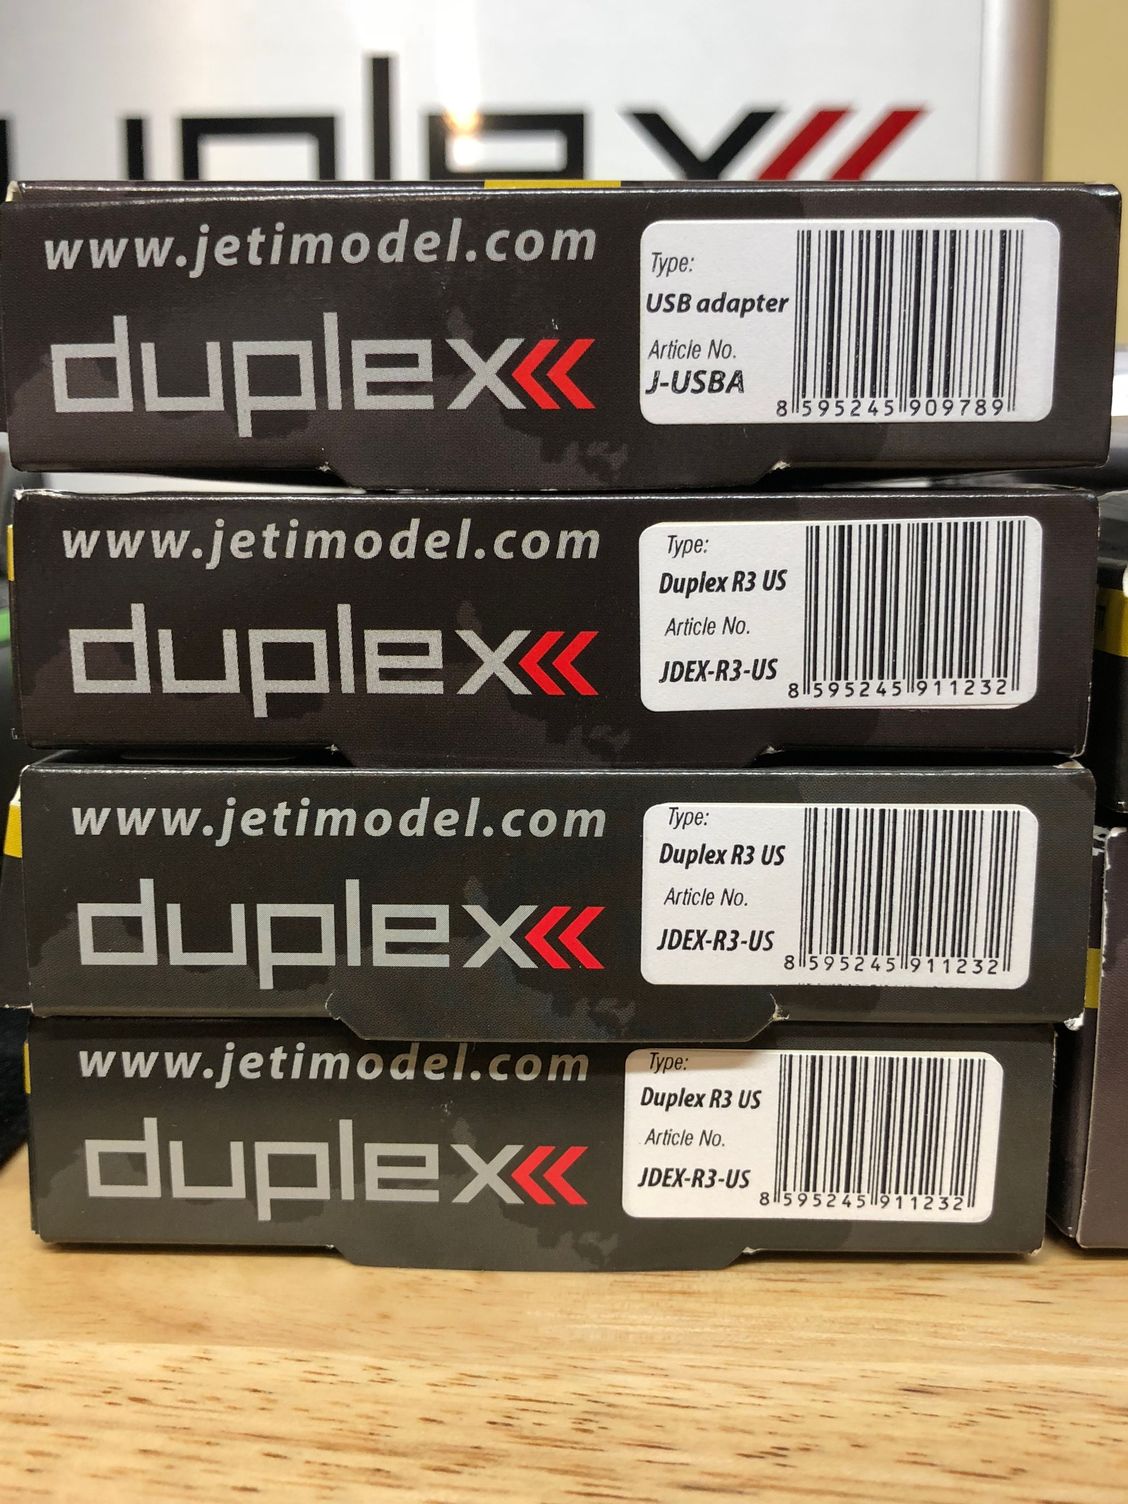 duplex
www.jetimodel.com
duplex
Type:
USB adapter
Article No.
J-USBA
8 595245 909789
www.jetimodel.com
duplex
Type:
Duplex R3 US
Article No.
JDEX-R3-US
8 595245 911232
www.jetimodel.com
duplex
Type:
Duplex R3 US
Article No.
JDEX-R3-US
8 595245 911232
www.jetimodel.com
duplex
Type:
Duplex R3 US
Article No.
JDEX-R3-US
8 595245 911232